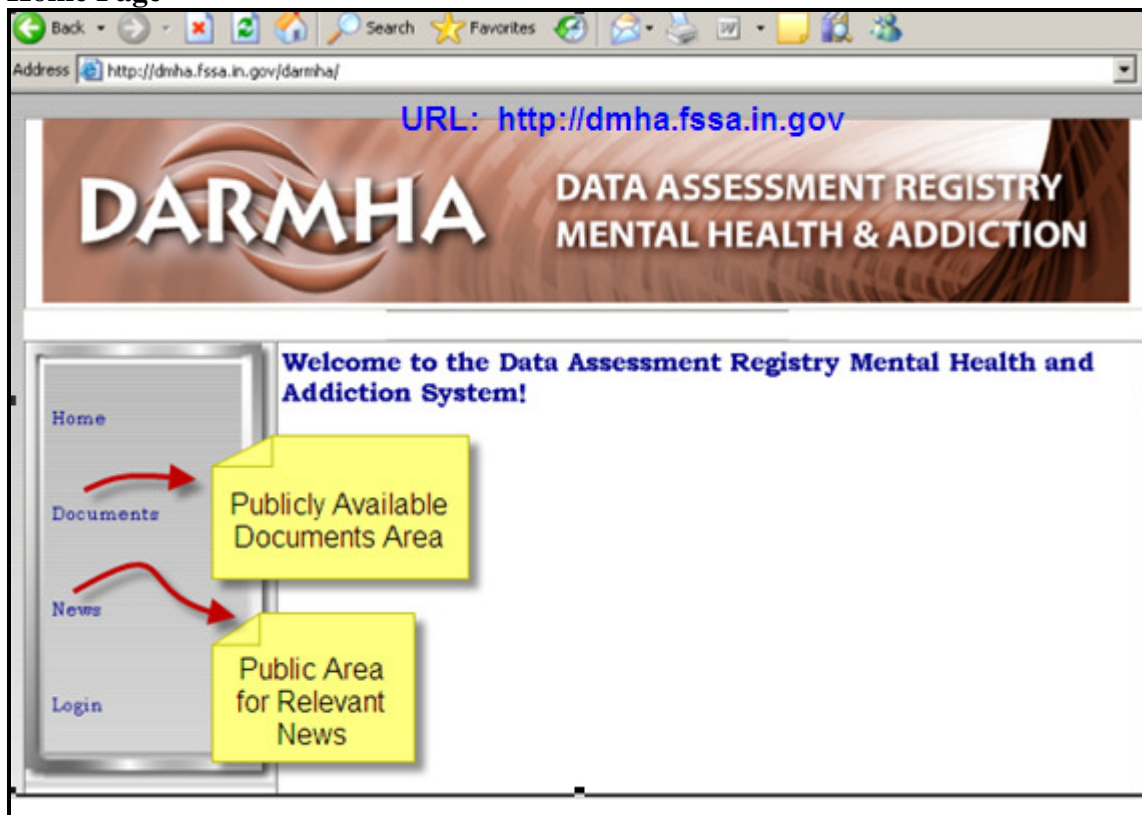 Home Page
Back Search Favorites
Address http://dmha.fssa.in.gov/darmha/
URL: http://dmha.fssa.in.gov
DARMHA
DATA ASSESSMENT REGISTRY
MENTAL HEALTH & ADDICTION
Welcome to the Data Assessment Registry Mental Health and
Addiction System!
Home
Documents
Publicly Available
Documents Area
News
Public Area
for Relevant
News
Login